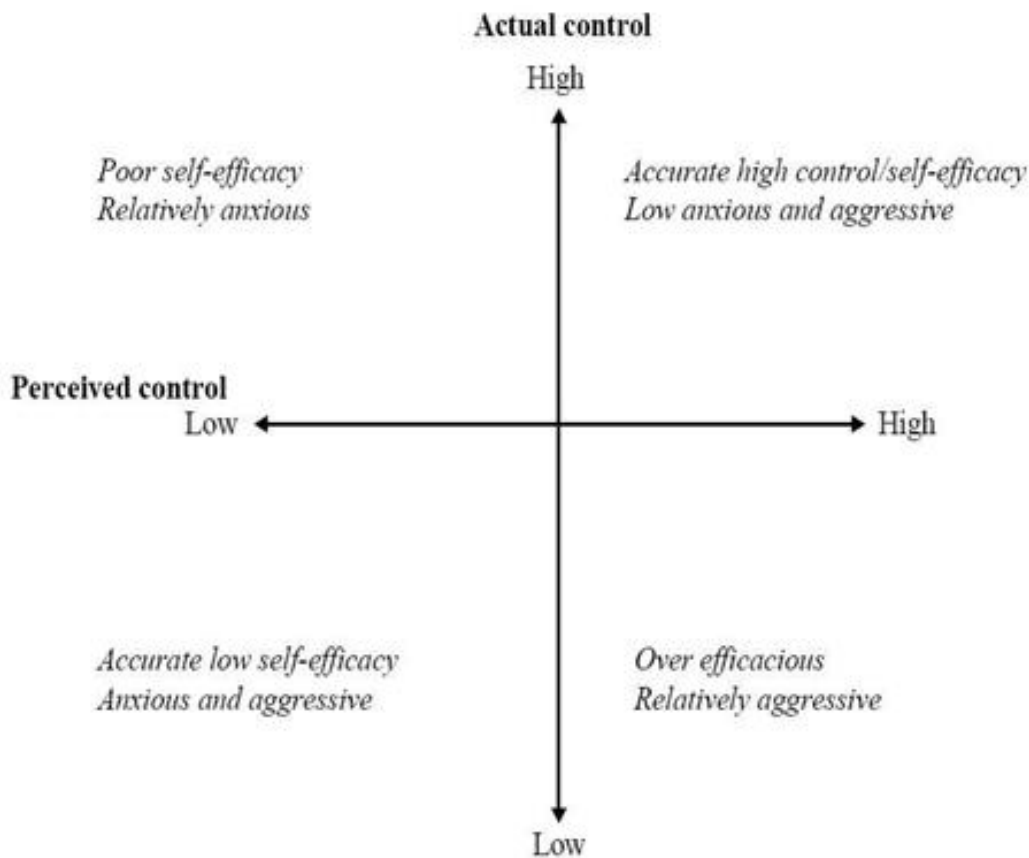 Actual control
High
Poor self-efficacy
Relatively anxious
Accurate high control/self-efficacy
Low anxious and aggressive
Perceived control
Low
High
Accurate low self-efficacy
Anxious and aggressive
Over efficacious
Relatively aggressive
Low